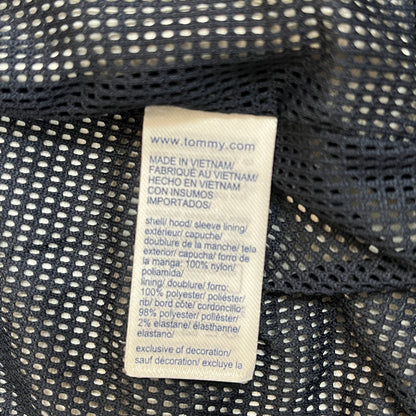 www.tommy.com
MADE IN VIETNAM/
FABRIQUÉ AU VIETNAM/
HECHO EN VIETNAM
CON INSUMOS
IMPORTADOS/
shell/ hood/ sleeve lining/
extérieur/ capuche/
doublure de la manche/ tela
exterior/ capucha/ forro de
la manga: 100% nylon/
poliamida/
lining/ doublure/ forro:
100% polyester/ poliéster/
rib/ bord côte/ cordoncillo:
98% polyester/ poliéster/
2% elastane/ élasthanne/
elastano/
exclusive of decoration/
sauf décoration/ excluye la